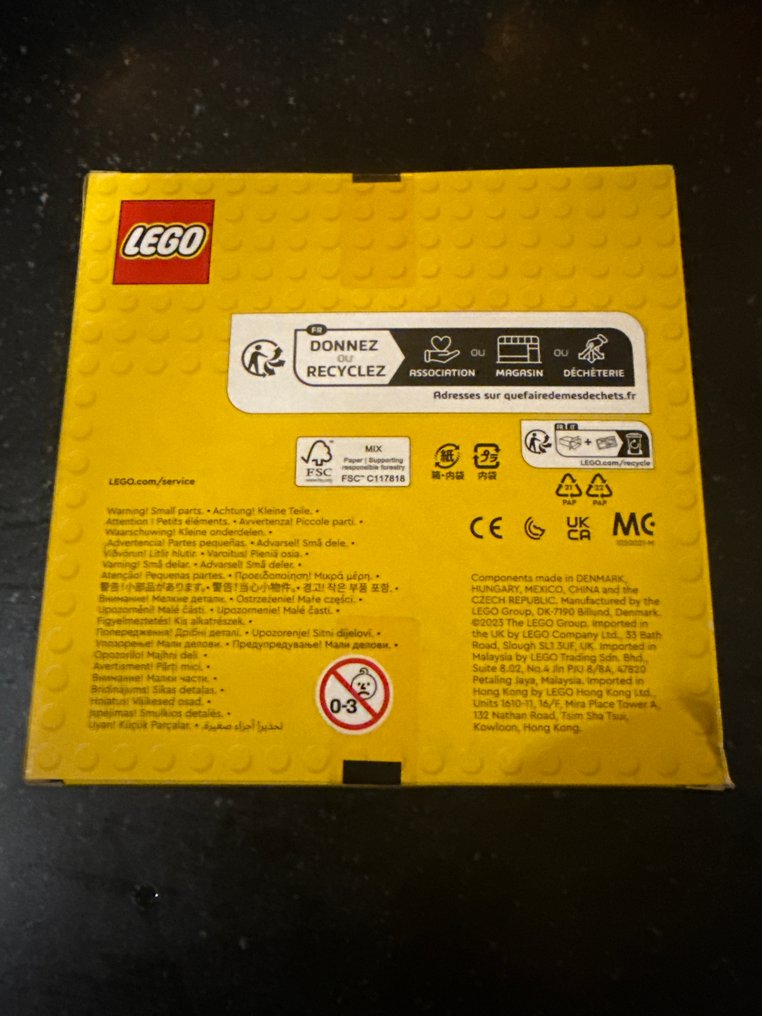 LEGO
FR
DONNEZ
OU
RECYCLEZ
ASSOCIATION
OU
MAGASIN
OU
DÉCHÈTERIE
Adresses sur quefairedemesdechets.fr
FSC
MIX
Paper | Supporting
responsible forestry
FSC™ C117818
紙
箱・内袋
プラ
内袋
LEGO.com/recycle
21
PAP
22
PAP
LEGO.com/service
CE
UK
CA
Warning! Small parts. • Achtung! Kleine Teile. •
Attention ! Petits éléments. • Avvertenza! Piccole parti. •
Waarschuwing! Kleine onderdelen. •
Advertencia! Partes pequeñas. • Advarsel! Små dele. •
Viðvörun! Litlir hlutir. • Varoitus! Pieniä osia. •
Varning! Små delar. • Advarsel! Små deler. •
Atenção! Pequenas partes. • Προειδοποίηση! Μικρά μέρη. •
警告!小部品があります。• 警告!当心小物件。• 경고! 작은 부품 포함. •
Upozornění! Malé části. • Upozornenie! Malé časti. •
Внимание! Мелкие детали. • Ostrzeżenie! Małe części. •
Figyelmeztetés! Kis alkatrészek. •
Попередження! Дрібні деталі. • Upozorenje! Sitni dijelovi. •
Упозорење! Мали делови. • Предупредување! Мали делови. •
Opozorilo! Majhni deli. •
Avertisment! Părți mici. •
Внимание! Малки части. •
Brīdinājums! Sīkas detaļas. •
Hoiatus! Väikesed osad. •
Įspėjimas! Smulkios detalės. •
Uyarı! Küçük Parçalar. • تحذير! أجزاء صغيرة. •
0-3
Components made in DENMARK,
HUNGARY, MEXICO, CHINA and the
CZECH REPUBLIC. Manufactured by the
LEGO Group, DK-7190 Billund, Denmark.
©2023 The LEGO Group. Imported in
the UK by LEGO Company Ltd., 33 Bath
Road, Slough SL1 3UF, UK. Imported in
Malaysia by LEGO Trading Sdn. Bhd.,
Suite 8.02, No.4 Jln PJU 8/8A, 47820
Petaling Jaya, Malaysia. Imported in
Hong Kong by LEGO Hong Kong Ltd.,
Units 1610-11, 16/F, Mira Place Tower A,
132 Nathan Road, Tsim Sha Tsui,
Kowloon, Hong Kong.